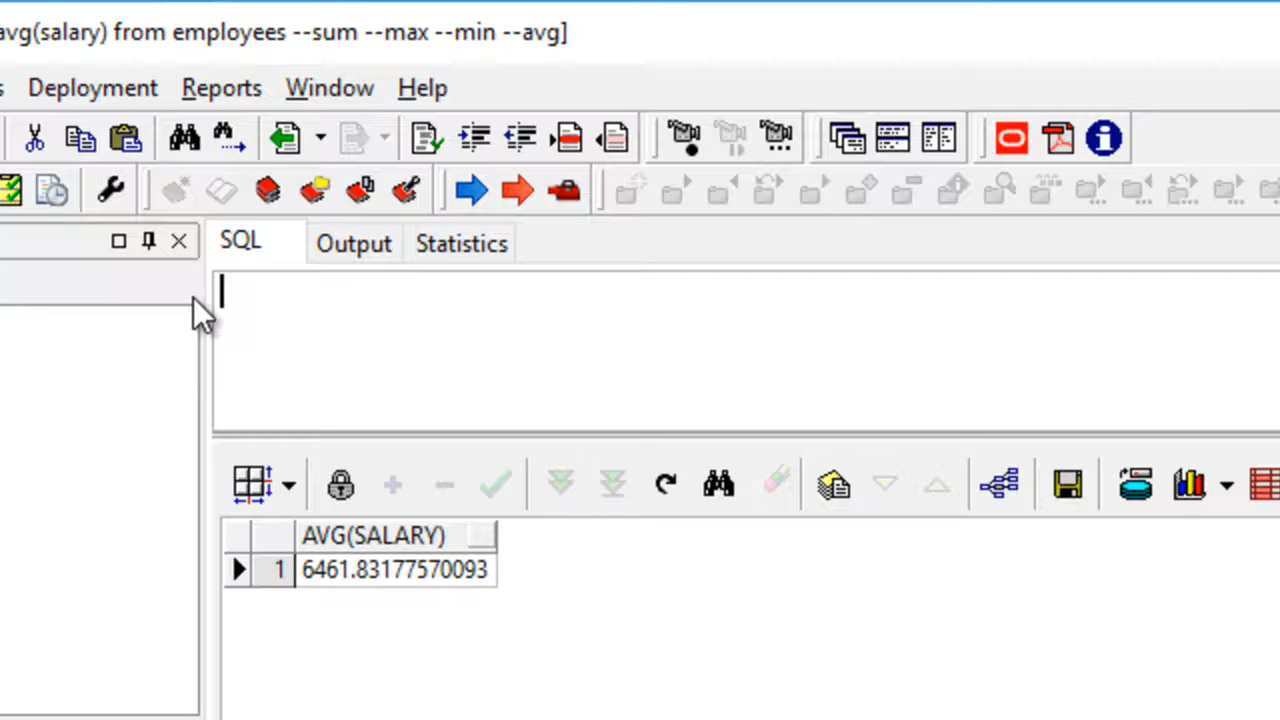 avg(salary) from employees --sum --max --min --avg]
s Deployment Reports Window Help
SQL Output Statistics
AVG(SALARY)
1 6461.83177570093